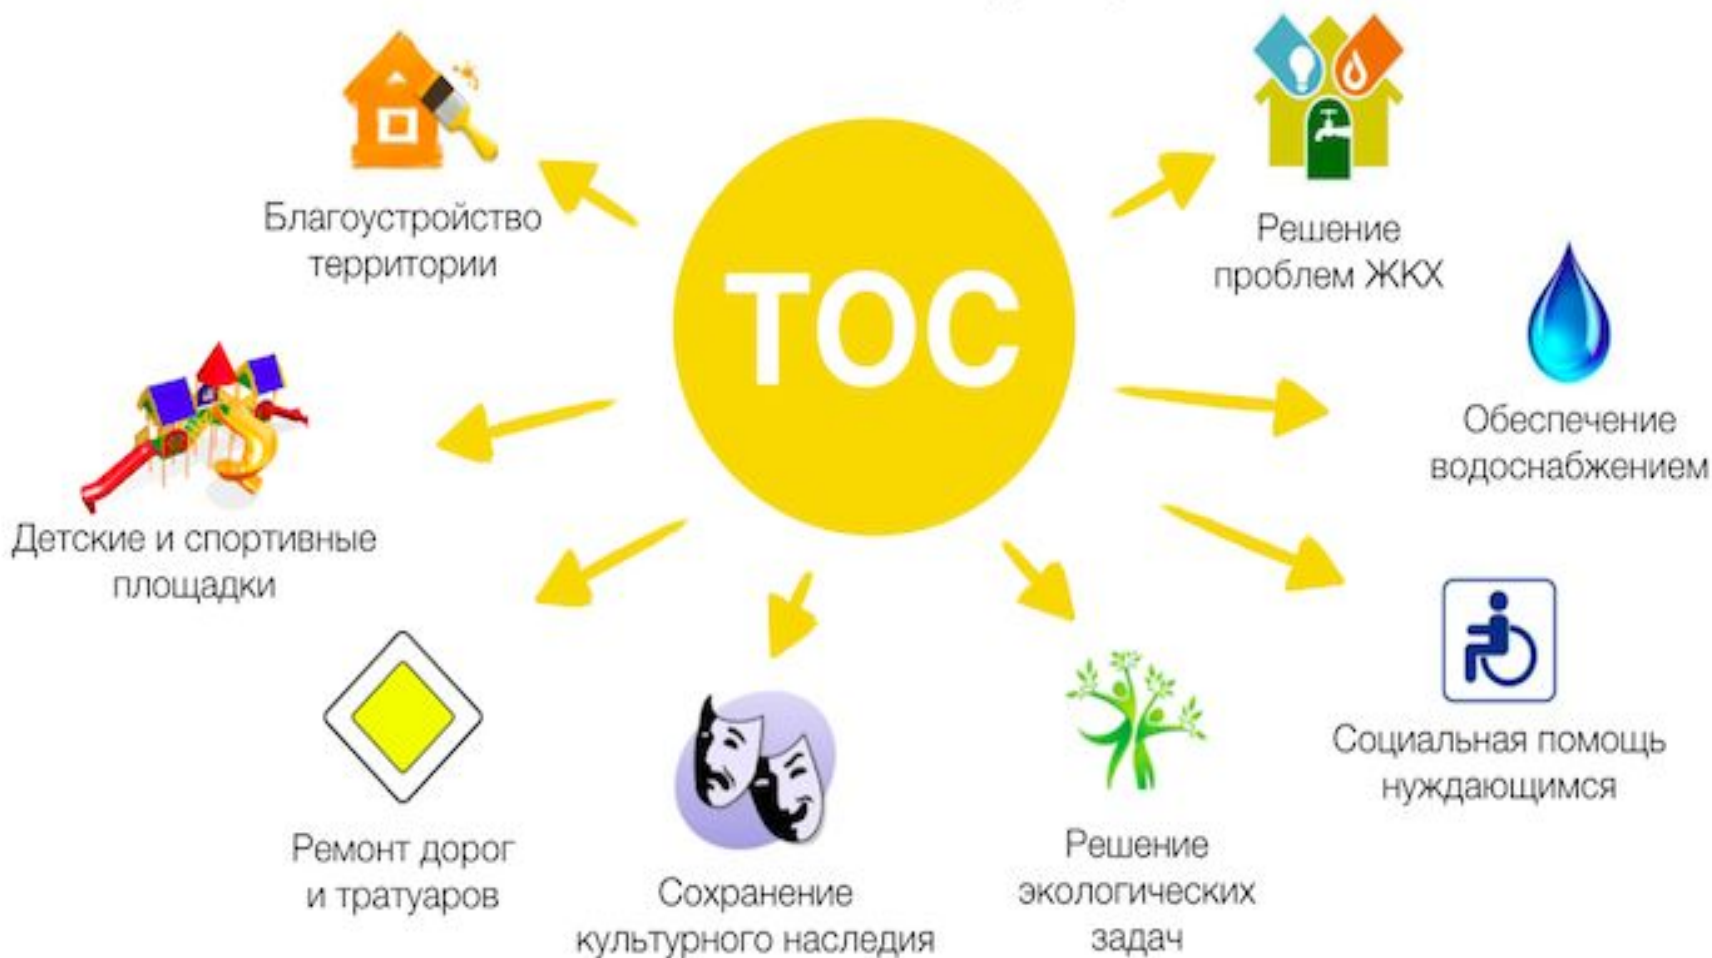 ТОС
Благоустройство
территории
Решение
проблем ЖКХ
Обеспечение
водоснабжением
Детские и спортивные
площадки
Социальная помощь
нуждающимся
Ремонт дорог
и тратуаров
Сохранение
культурного наследия
Решение
экологических
задач